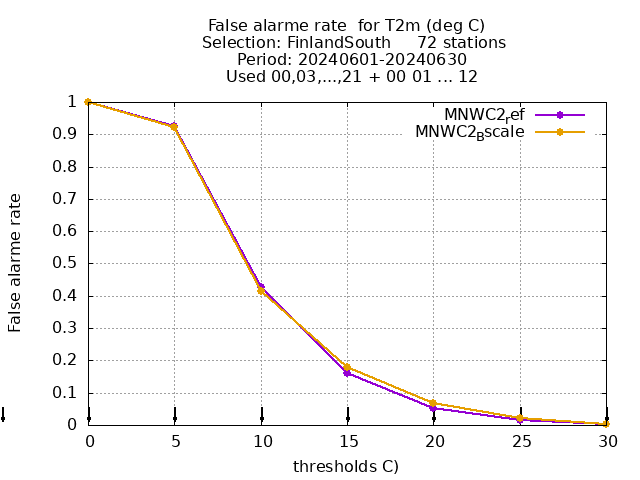 False alarme rate  for T2m (deg C)
Selection: FinlandSouth     72 stations
Period: 20240601-20240630
Used 00,03,...,21 + 00 01 ... 12
MNWC2ref
MNWC2Bscale
1
0.9
0.8
0.7
0.6
0.5
0.4
0.3
0.2
0.1
0
False alarme rate
0 5 10 15 20 25 30
thresholds C)